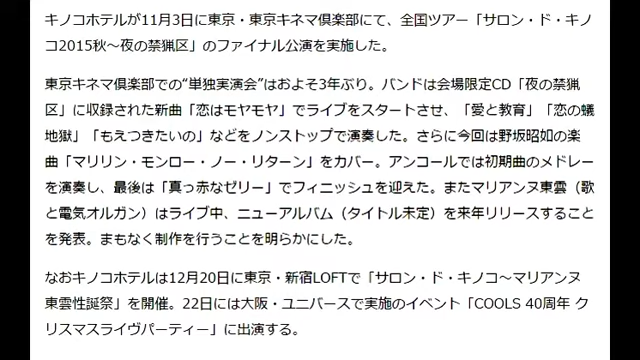 キノコホテルが11月3日に東京・東京キネマ倶楽部にて、全国ツアー「サロン・ド・キノ
コ2015秋〜夜の禁猟区」のファイナル公演を実施した。
東京キネマ倶楽部での“単独実演会”はおよそ3年ぶり。バンドは会場限定CD「夜の禁猟
区」に収録された新曲「恋はモヤモヤ」でライブをスタートさせ、「愛と教育」「恋の蟻
地獄」「もえつきたいの」などをノンストップで演奏した。さらに今回は野坂昭如の楽
曲「マリリン・モンロー・ノー・リターン」をカバー。アンコールでは初期曲のメドレー
を演奏し、最後は「真っ赤なゼリー」でフィニッシュを迎えた。またマリアンヌ東雲（歌
と電気オルガン）はライブ中、ニューアルバム（タイトル未定）を来年リリースすること
を発表。まもなく制作を行うことを明らかにした。
なおキノコホテルは12月20日に東京・新宿LOFTで「サロン・ド・キノコ〜マリアンヌ
東雲性誕祭」を開催。22日には大阪・ユニバースで実施のイベント「COOLS 40周年 ク
リスマスライヴパーティー」に出演する。